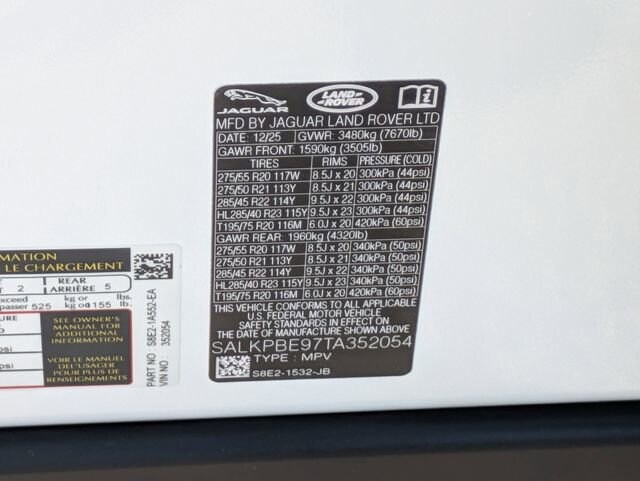 JAGUAR
LAND ROVER
MFD BY JAGUAR LAND ROVER LTD
DATE: 12/25 GVWR: 3480kg (7670lb)
GAWR FRONT: 1590kg (3505lb)
TIRES RIMS PRESSURE (COLD)
275/55 R20 117W 8.5J x 20 300kPa (44psi)
275/50 R21 113Y 8.5J x 21 300kPa (44psi)
285/45 R22 114Y 9.5J x 22 300kPa (44psi)
HL285/40 R23 115Y 9.5J x 23 300kPa (44psi)
T195/75 R20 116M 6.0J x 20 420kPa (60psi)
GAWR REAR: 1960kg (4320lb)
275/55 R20 117W 8.5J x 20 340kPa (50psi)
275/50 R21 113Y 8.5J x 21 340kPa (50psi)
285/45 R22 114Y 9.5J x 22 340kPa (50psi)
HL285/40 R23 115Y 9.5J x 23 340kPa (50psi)
T195/75 R20 116M 6.0J x 20 420kPa (60psi)
THIS VEHICLE CONFORMS TO ALL APPLICABLE
U.S. FEDERAL MOTOR VEHICLE
SAFETY STANDARDS IN EFFECT ON
THE DATE OF MANUFACTURE SHOWN ABOVE
SALKPBE97TA352054
TYPE : MPV
S8E2-1532-JB
MATION
LE CHARGEMENT
2 REAR ARRIÈRE 5
exceed kg or lbs.
passer 525 kg ou 1155 lb.
SEE OWNER'S
MANUAL FOR
ADDITIONAL
INFORMATION
VOIR LE MANUEL
DE L'USAGER
POUR PLUS DE
RENSEIGNEMENTS
PART NO: S8E2-1A552-EA
VIN NO: 352054